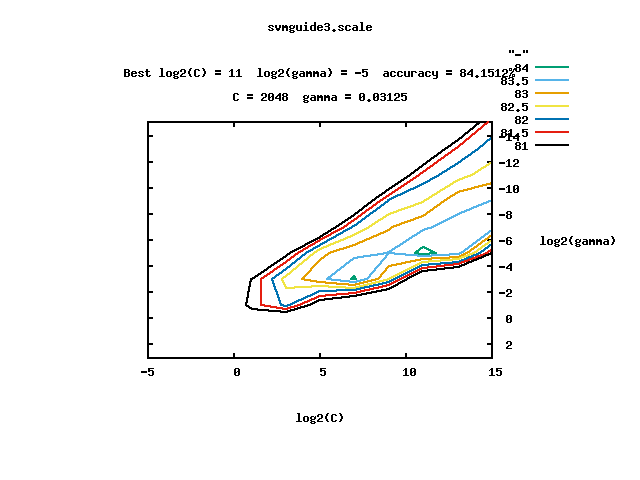 svmguide3.scale
"-"
Best log2(C) = 11 log2(gamma) = -5 accuracy = 84.1512%
84
83.5
83
82.5
82
81.5
81
C = 2048 gamma = 0.03125
-14
-12
-10
-8
-6
-4
-2
0
2
log2(gamma)
-5 0 5 10 15
log2(C)